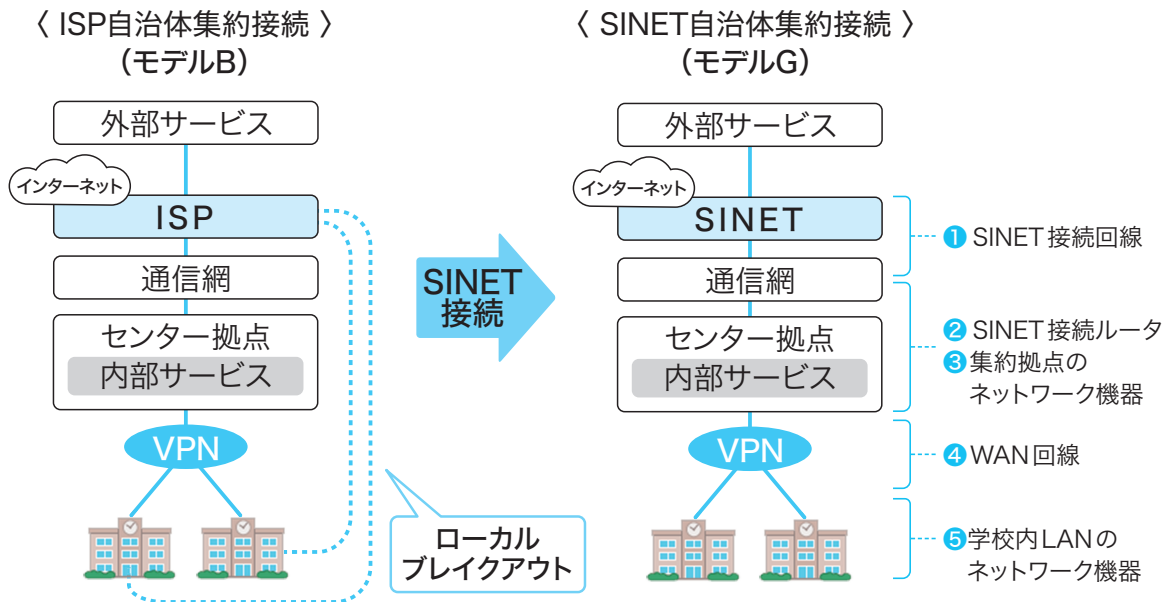 〈 ISP自治体集約接続 〉
（モデルB）
外部サービス
インターネット
ISP
通信網
センター拠点
内部サービス
VPN
ローカル
ブレイクアウト
SINET
接続
〈 SINET自治体集約接続 〉
（モデルG）
外部サービス
インターネット
SINET
通信網
センター拠点
内部サービス
VPN
❶ SINET接続回線
❷ SINET接続ルータ
❸ 集約拠点の
ネットワーク機器
❹ WAN回線
❺ 学校内LANの
ネットワーク機器